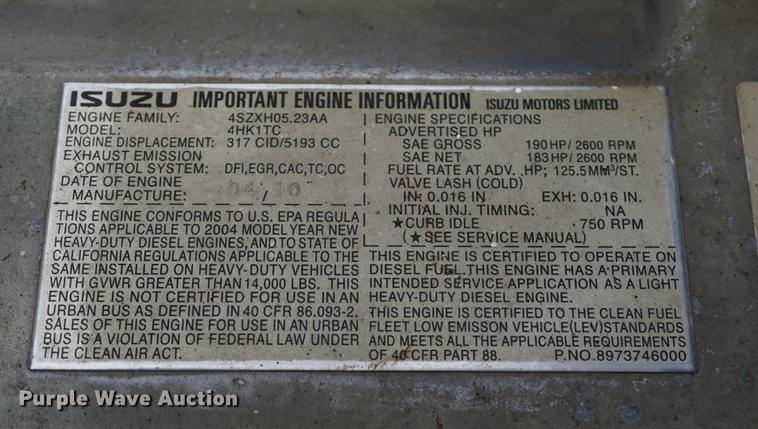 ISUZU IMPORTANT ENGINE INFORMATION ISUZU MOTORS LIMITED
ENGINE FAMILY: 4SZXH05.23AA
MODEL: 4HK1TC
ENGINE DISPLACEMENT: 317 CID/5193 CC
EXHAUST EMISSION
CONTROL SYSTEM: DFI,EGR,CAC,TC,OC
DATE OF ENGINE
MANUFACTURE: 04 / 10
THIS ENGINE CONFORMS TO U.S. EPA REGULA
TIONS APPLICABLE TO 2004 MODEL YEAR NEW
HEAVY-DUTY DIESEL ENGINES, AND TO STATE OF
CALIFORNIA REGULATIONS APPLICABLE TO THE
SAME INSTALLED ON HEAVY-DUTY VEHICLES
WITH GVWR GREATER THAN 14,000 LBS. THIS
ENGINE IS NOT CERTIFIED FOR USE IN AN
URBAN BUS AS DEFINED IN 40 CFR 86.093-2.
SALES OF THIS ENGINE FOR USE IN AN URBAN
BUS IS A VIOLATION OF FEDERAL LAW UNDER
THE CLEAN AIR ACT.
ENGINE SPECIFICATIONS
ADVERTISED HP
SAE GROSS 190 HP/ 2600 RPM
SAE NET 183 HP/ 2600 RPM
FUEL RATE AT ADV. HP; 125.5 MM³/ST.
VALVE LASH (COLD)
IN: 0.016 IN EXH: 0.016 IN.
INITIAL INJ. TIMING: NA
★CURB IDLE 750 RPM
(★SEE SERVICE MANUAL)
THIS ENGINE IS CERTIFIED TO OPERATE ON
DIESEL FUEL. THIS ENGINE HAS A PRIMARY
INTENDED SERVICE APPLICATION AS A LIGHT
HEAVY-DUTY DIESEL ENGINE.
THIS ENGINE IS CERTIFIED TO THE CLEAN FUEL
FLEET LOW EMISSON VEHICLE(LEV)STANDARDS
AND MEETS ALL THE APPLICABLE REQUIREMENTS
OF 40 CFR PART 88. P.NO.8973746000
Purple Wave Auction